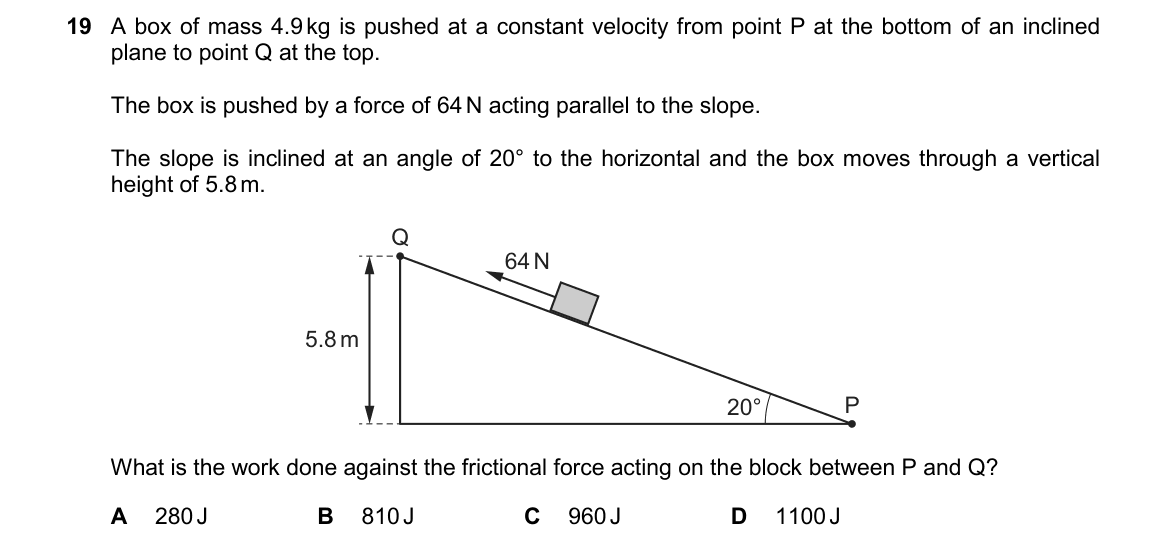 19 A box of mass 4.9 kg is pushed at a constant velocity from point P at the bottom of an inclined
plane to point Q at the top.
The box is pushed by a force of 64 N acting parallel to the slope.
The slope is inclined at an angle of 20° to the horizontal and the box moves through a vertical
height of 5.8 m.
Q
64 N
5.8 m
20°
P
What is the work done against the frictional force acting on the block between P and Q?
A 280 J B 810 J C 960 J D 1100 J